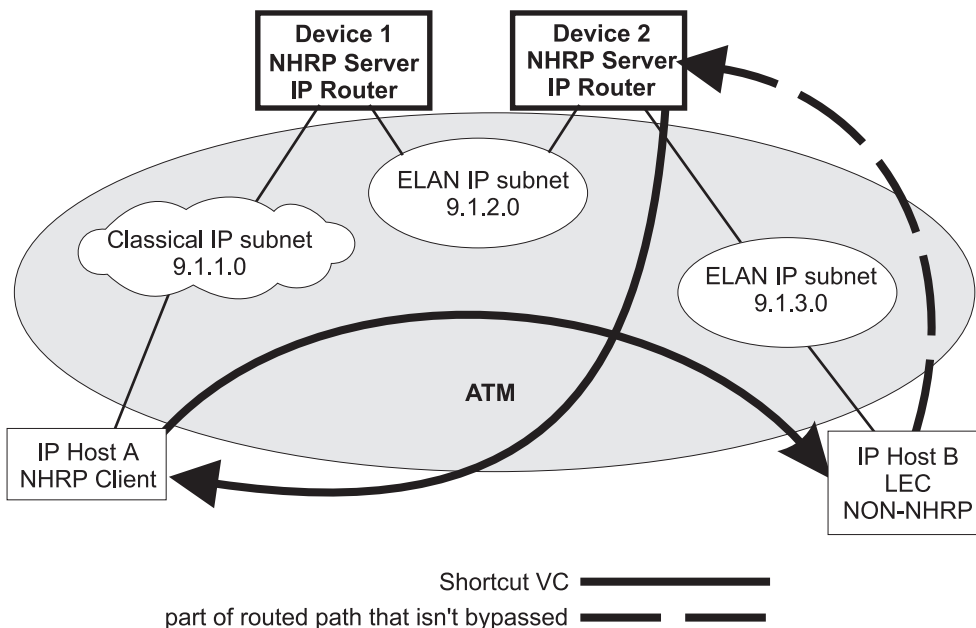 Device 1
NHRP Server
IP Router
Device 2
NHRP Server
IP Router
ELAN IP subnet
9.1.2.0
Classical IP subnet
9.1.1.0
ELAN IP subnet
9.1.3.0
ATM
IP Host A
NHRP Client
IP Host B
LEC
NON-NHRP
Shortcut VC
part of routed path that isn't bypassed